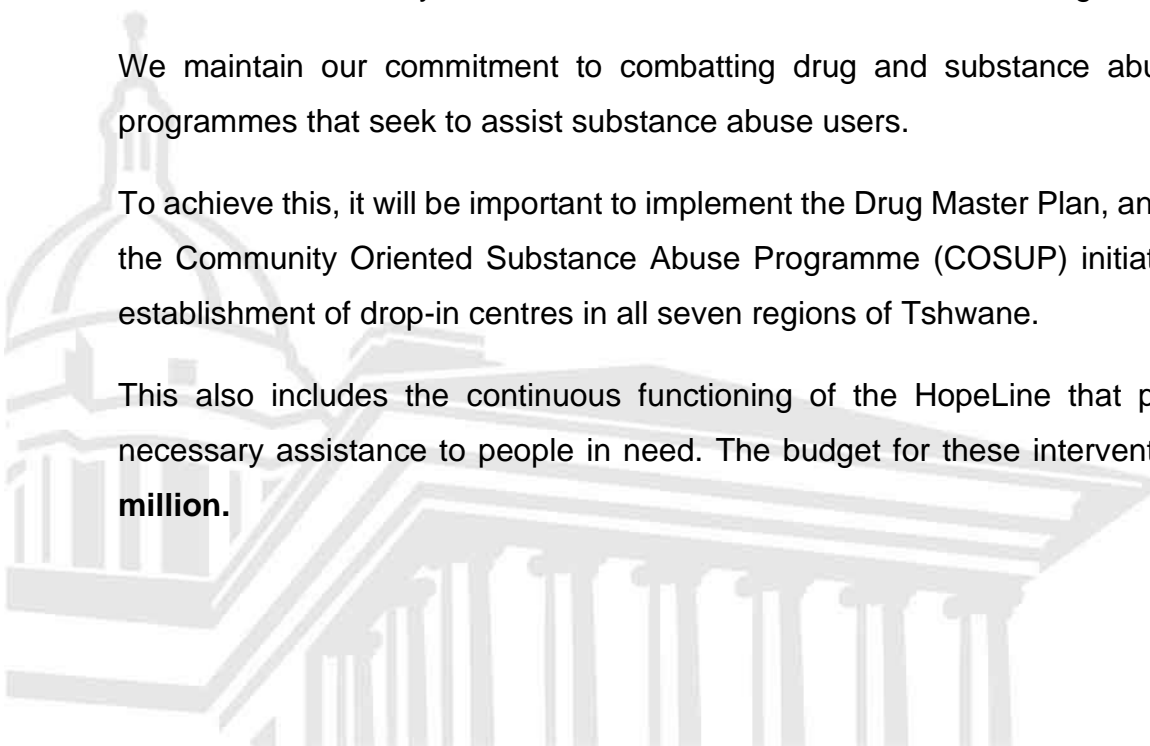 We maintain our commitment to combatting drug and substance abu
programmes that seek to assist substance abuse users.
To achieve this, it will be important to implement the Drug Master Plan, an
the Community Oriented Substance Abuse Programme (COSUP) initiat
establishment of drop-in centres in all seven regions of Tshwane.
This also includes the continuous functioning of the HopeLine that p
necessary assistance to people in need. The budget for these intervent
million.